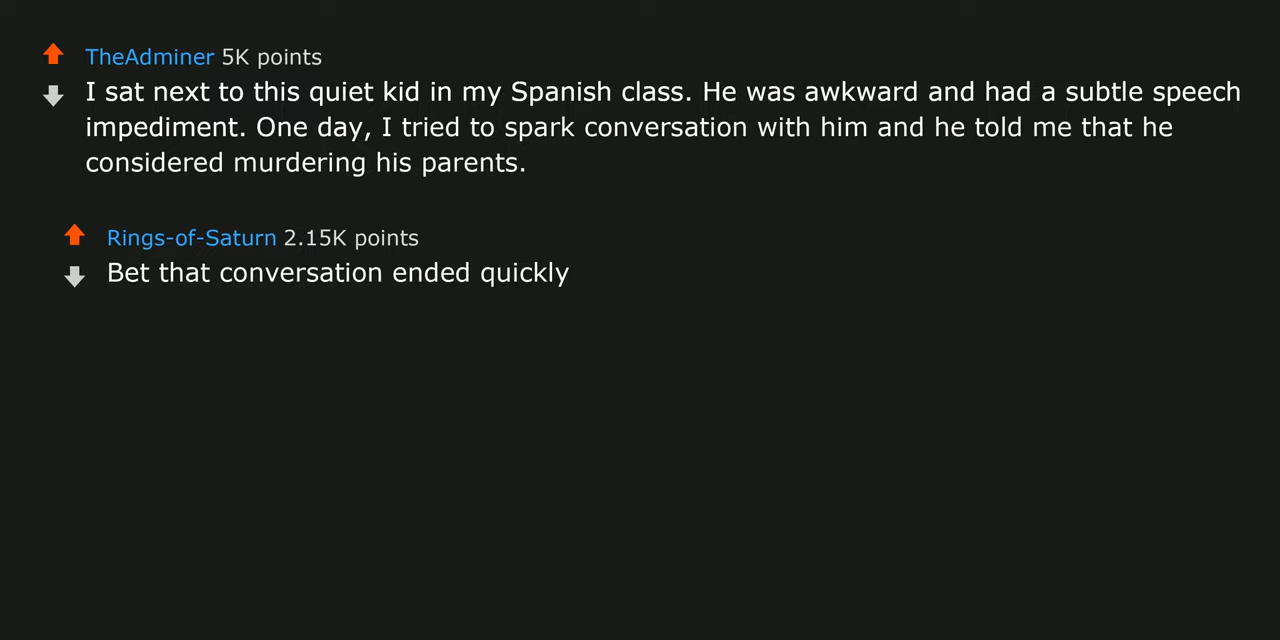 TheAdminer 5K points
I sat next to this quiet kid in my Spanish class. He was awkward and had a subtle speech
impediment. One day, I tried to spark conversation with him and he told me that he
considered murdering his parents.
Rings-of-Saturn 2.15K points
Bet that conversation ended quickly